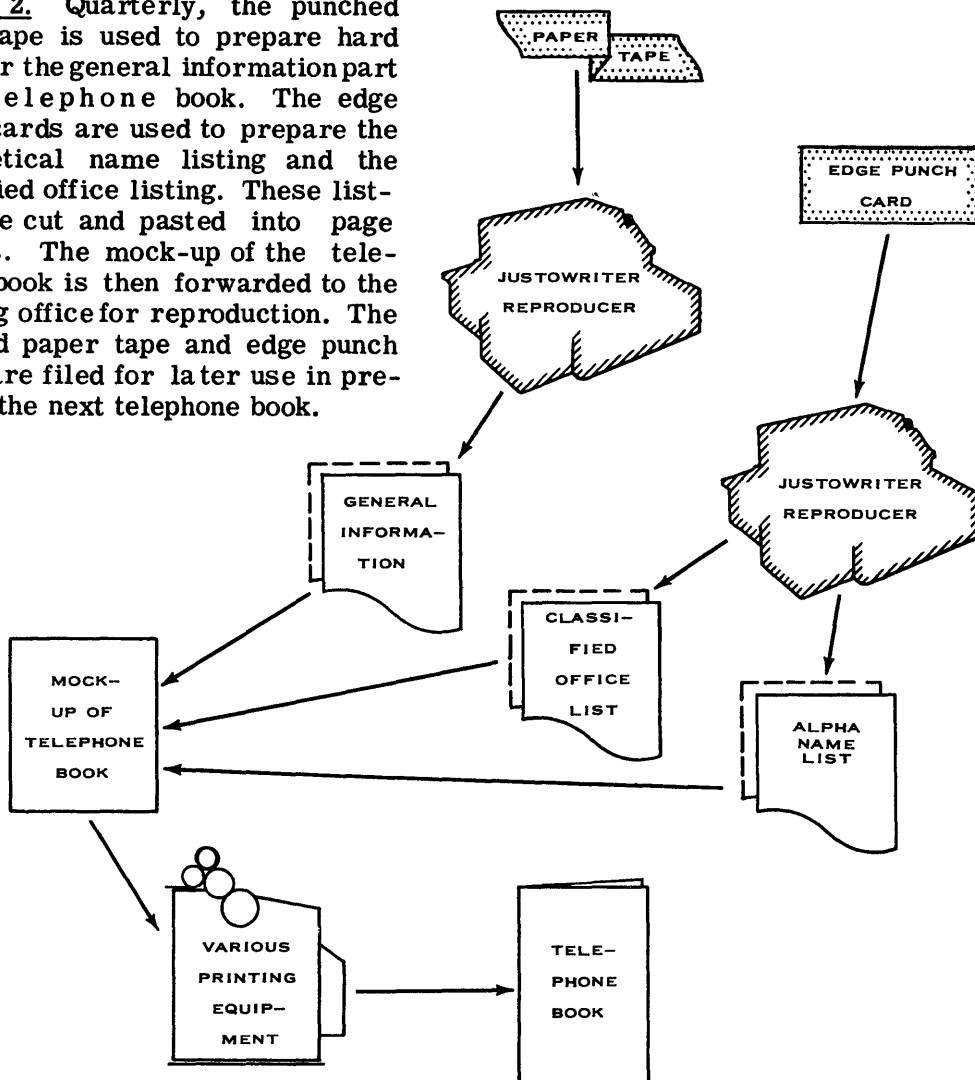 2. Quarterly, the punched
ape is used to prepare hard
r the general information part
elephone book. The edge
cards are used to prepare the
etical name listing and the
ied office listing. These list-
e cut and pasted into page
. The mock-up of the tele-
book is then forwarded to the
g office for reproduction. The
d paper tape and edge punch
are filed for later use in pre-
the next telephone book.
PAPER
TAPE
EDGE PUNCH
CARD
JUSTOWRITER
REPRODUCER
JUSTOWRITER
REPRODUCER
GENERAL
INFORMA-
TION
CLASSI-
FIED
OFFICE
LIST
MOCK-
UP OF
TELEPHONE
BOOK
ALPHA
NAME
LIST
VARIOUS
PRINTING
EQUIP-
MENT
TELE-
PHONE
BOOK